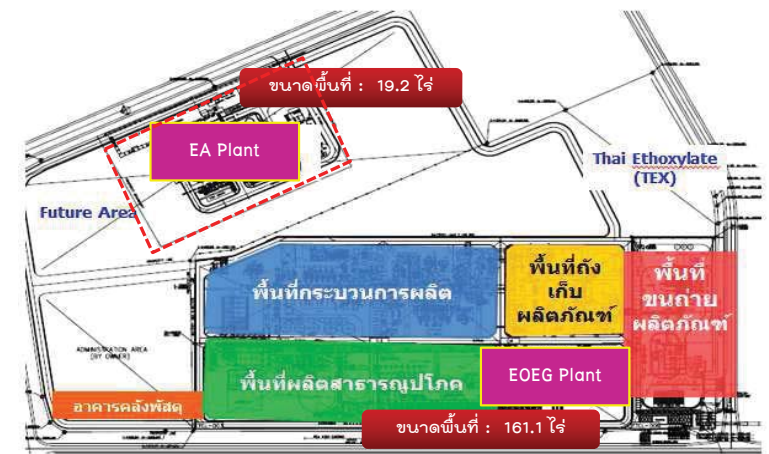 ขนาดพื้นที่ : 19.2 ไร่
EA Plant
Thai Ethoxylate
(TEX)
Future Area
พื้นที่กระบวนการผลิต
พื้นที่ถัง
เก็บ
ผลิตภัณฑ์
พื้นที่
ขนถ่าย
ผลิตภัณฑ์
ADMINISTRATION AREA
(BY OWNER)
พื้นที่ผลิตสาธารณูปโภค
EOEG Plant
อาคารคลังพัสดุ
ขนาดพื้นที่ : 161.1 ไร่